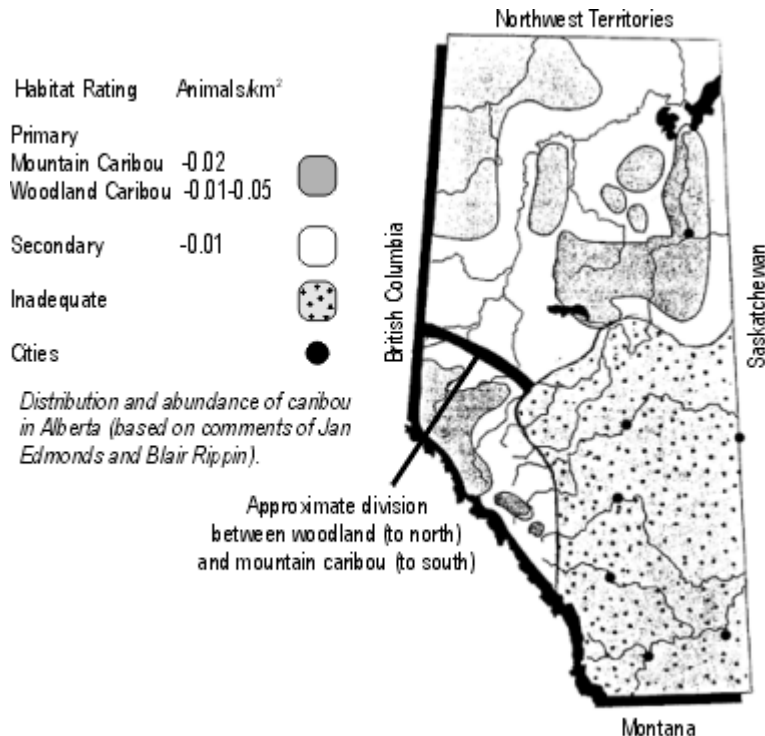 Northwest Territories
Habitat Rating Animals/km²
Primary
Mountain Caribou -0.02
Woodland Caribou -0.01-0.05
Secondary -0.01
Inadequate
Cities
Distribution and abundance of caribou
in Alberta (based on comments of Jan
Edmonds and Blair Rippin).
British Columbia
Saskatchewan
Approximate division
between woodland (to north)
and mountain caribou (to south)
Montana